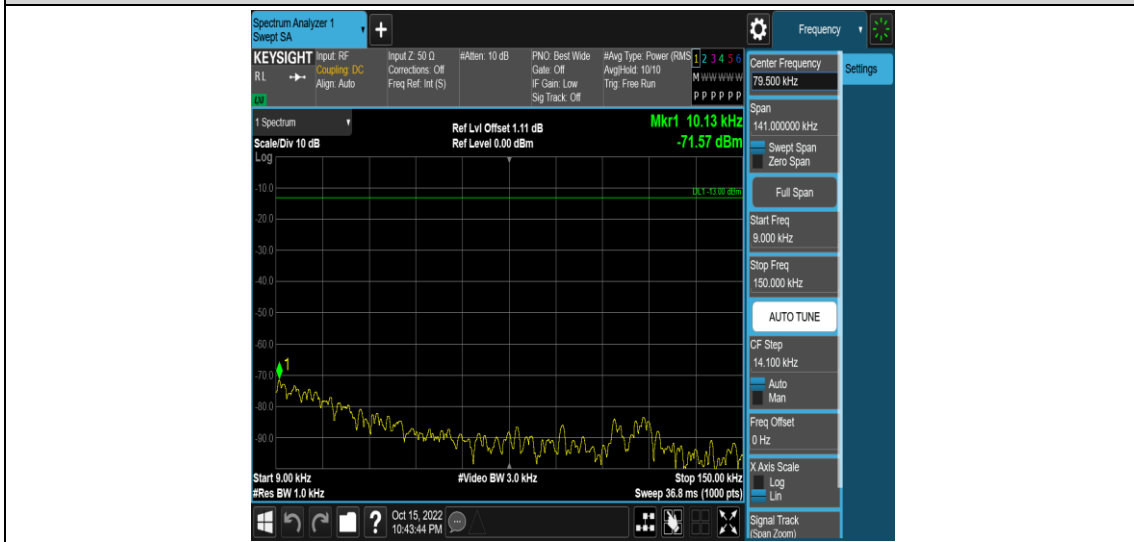 Spectrum Analyzer 1
Swept SA
+
Frequency
KEYSIGHT
RL
LXI
Input: RF
Coupling: DC
Align: Auto
Input Z: 50 Ω
Corrections: Off
Freq Ref: Int (S)
#Atten: 10 dB
PNO: Best Wide
Gate: Off
IF Gain: Low
Sig Track: Off
#Avg Type: Power (RMS
Avg|Hold: 10/10
Trig: Free Run
1 2 3 4 5 6
M W W W W W
P P P P P P
1 Spectrum
Scale/Div 10 dB
Log
Ref Lvl Offset 1.11 dB
Ref Level 0.00 dBm
Mkr1 10.13 kHz
-71.57 dBm
-10.0
DL1 -13.00 dBm
-20.0
-30.0
-40.0
-50.0
-60.0
1
-70.0
-80.0
-90.0
Start 9.00 kHz
#Res BW 1.0 kHz
#Video BW 3.0 kHz
Stop 150.00 kHz
Sweep 36.8 ms (1000 pts)
?
Oct 15, 2022
10:43:44 PM
Center Frequency
79.500 kHz
Settings
Span
141.000000 kHz
Swept Span
Zero Span
Full Span
Start Freq
9.000 kHz
Stop Freq
150.000 kHz
AUTO TUNE
CF Step
14.100 kHz
Auto
Man
Freq Offset
0 Hz
X Axis Scale
Log
Lin
Signal Track
(Span Zoom)